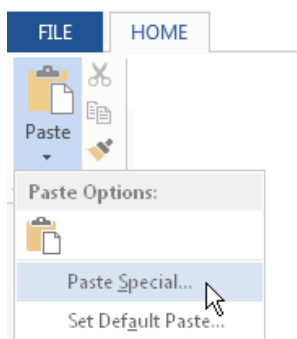 FILE HOME
Paste
Paste Options:
Paste Special...
Set Default Paste...